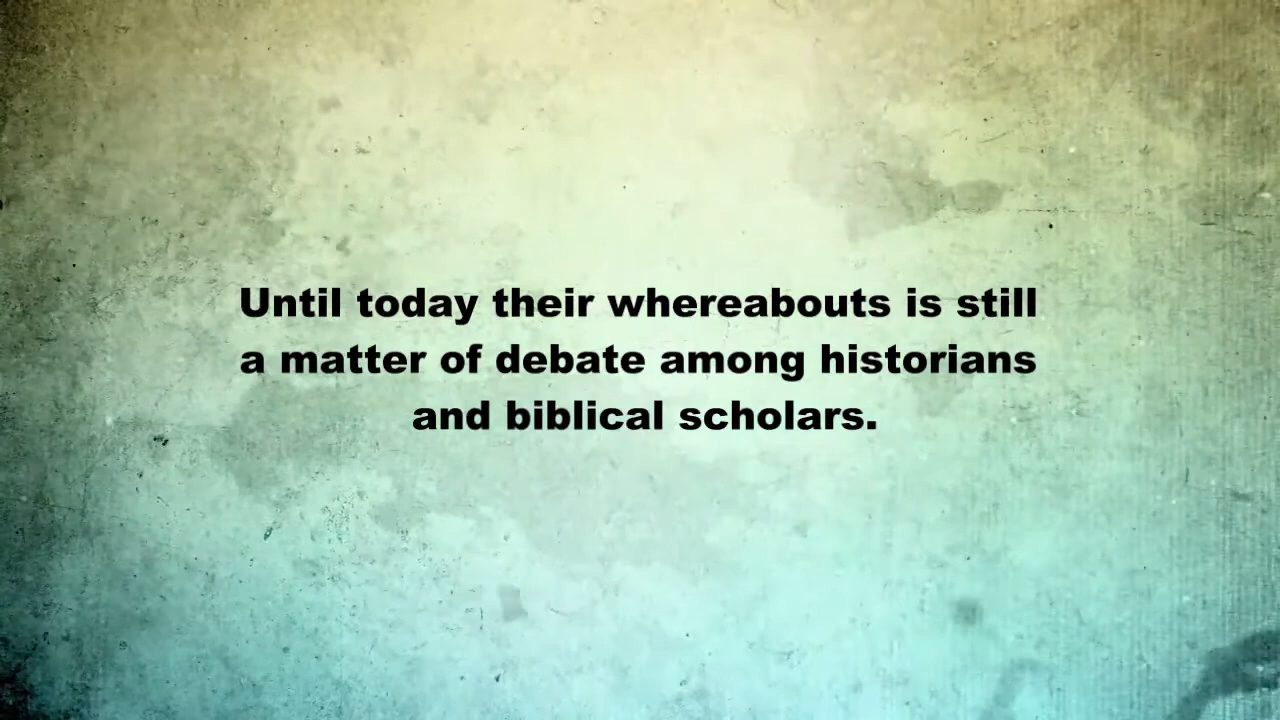 Until today their whereabouts is still
a matter of debate among historians
and biblical scholars.